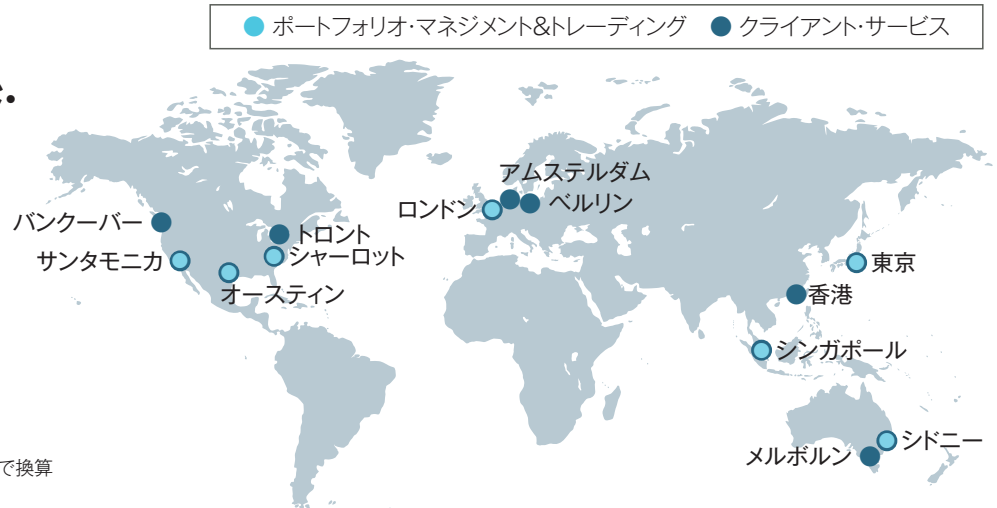 ポートフォリオ・マネジメント&トレーディング クライアント・サービス
アムステルダム
ロンドン
ベルリン
バンクーバー
トロント
サンタモニカ
シャーロット
オースティン
東京
香港
シンガポール
シドニー
メルボルン
で換算